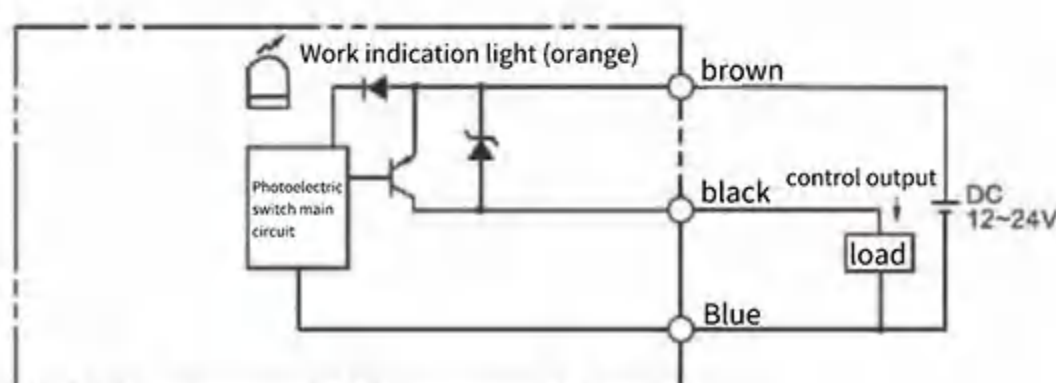 Work indication light (orange)
brown
Photoelectric
switch main
circuit
black
control output
DC
12~24V
load
Blue